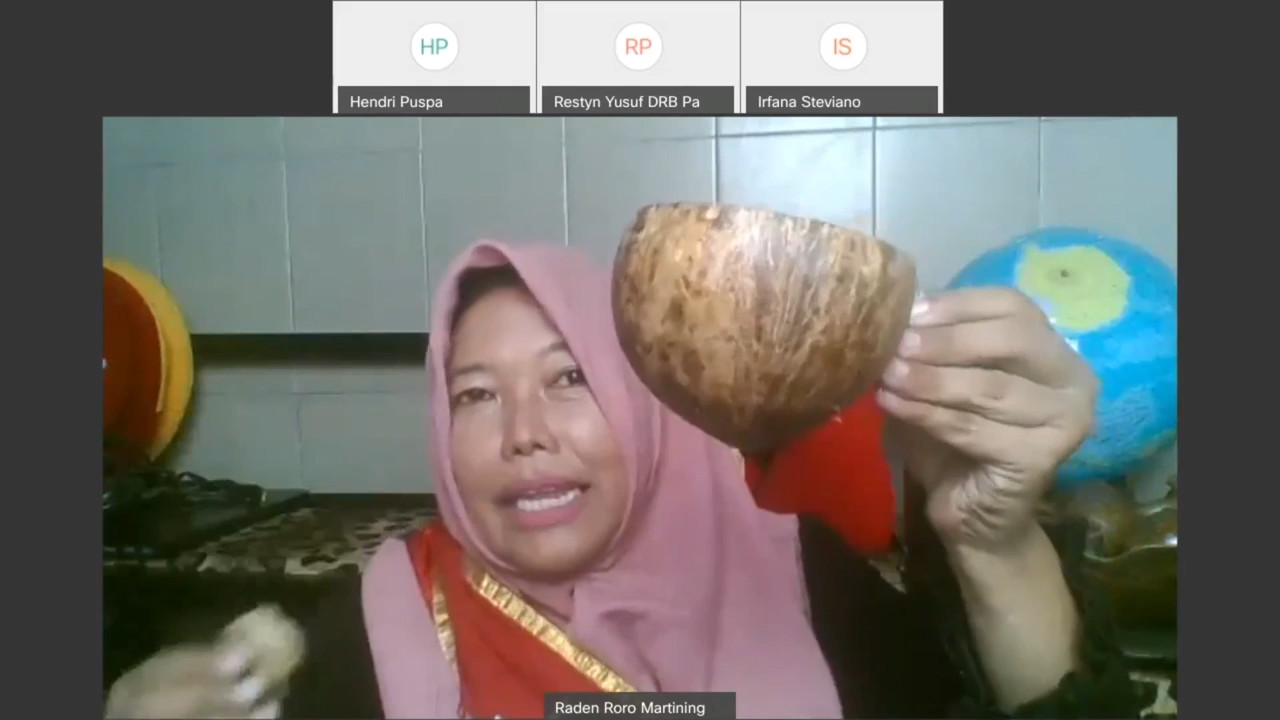 HP
RP
IS
Hendri Puspa
Restyn Yusuf DRB Pa
Irfana Steviano
Raden Roro Martining